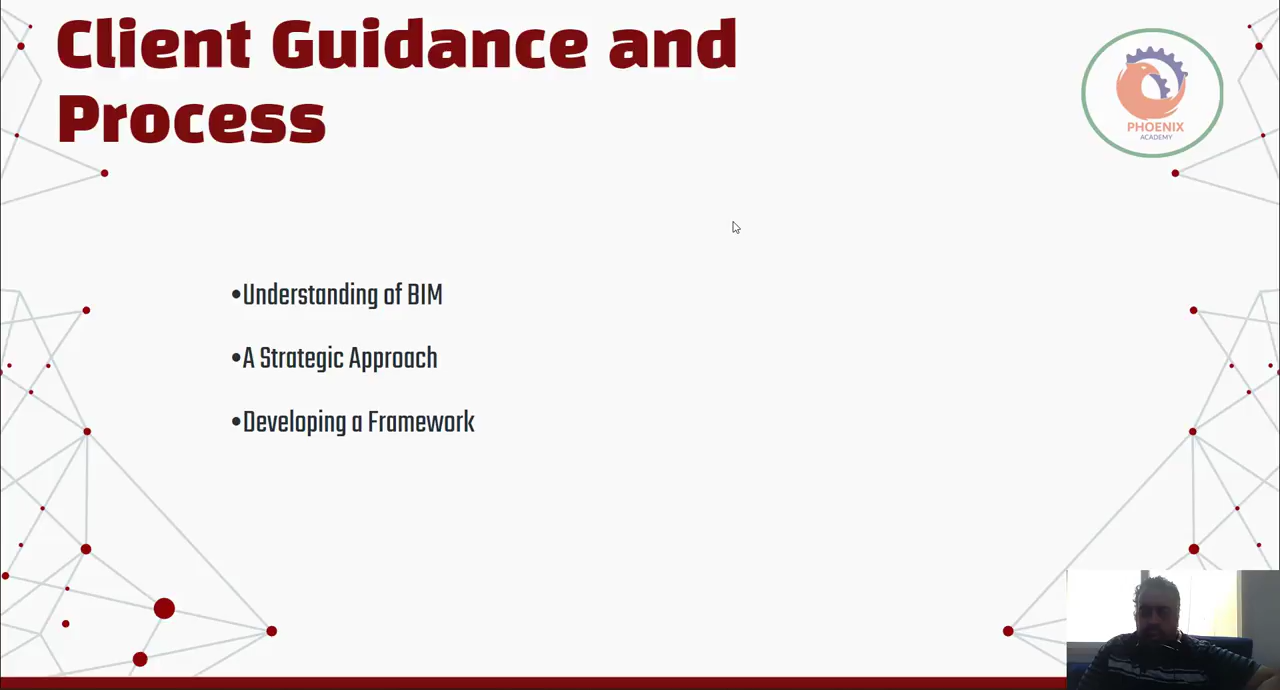 Client Guidance and
Process
PHOENIX
ACADEMY
•Understanding of BIM
•A Strategic Approach
•Developing a Framework